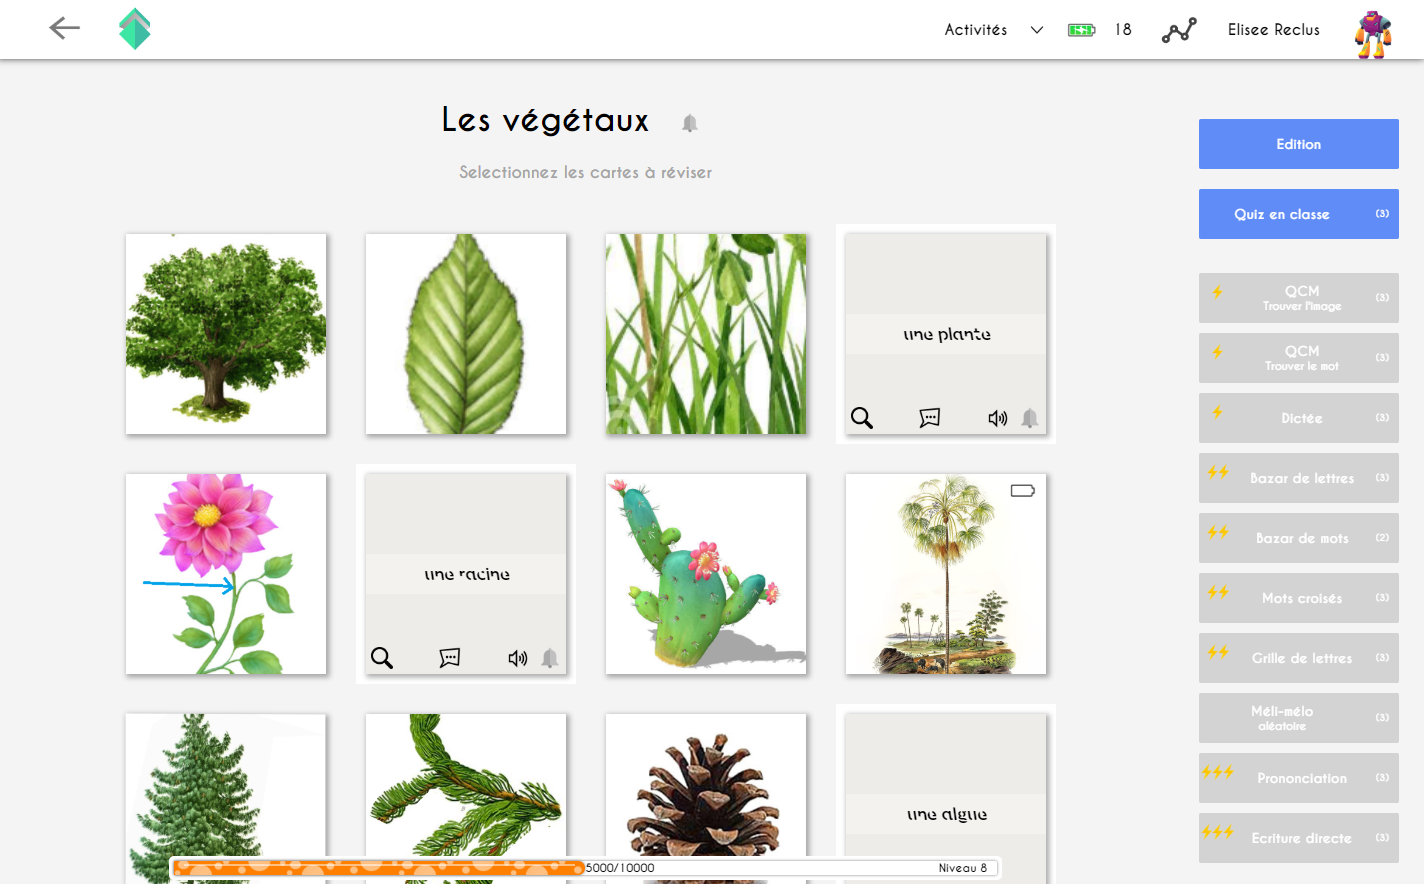 Activités
18
Elisee Reclus
Les végétaux
Selectionnez les cartes à réviser
Edition
Quiz en classe (3)
QCM
Trouver l'image (3)
QCM
Trouver le mot (3)
Dictée (3)
Bazar de lettres (3)
Bazar de mots (2)
Mots croisés (3)
Grille de lettres (3)
Méli-mélo
aléatoire (3)
Prononciation (3)
Ecriture directe (3)
une plante
une racine
une algue
5000/10000
Niveau 8